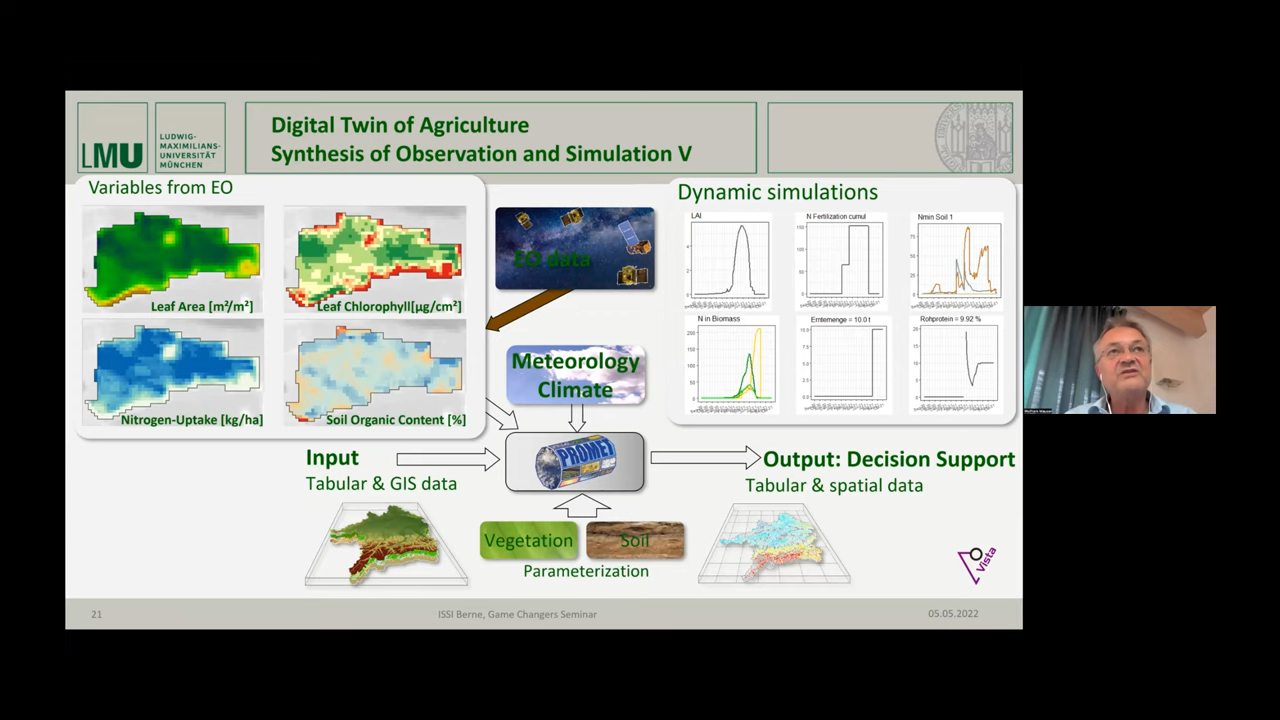 LMU
LUDWIG-
MAXIMILIANS-
UNIVERSITÄT
MÜNCHEN
Digital Twin of Agriculture
Synthesis of Observation and Simulation V
Variables from EO
Leaf Area [m²/m²]
Leaf Chlorophyll[µg/cm²]
Nitrogen-Uptake [kg/ha]
Soil Organic Content [%]
EO data
Meteorology
Climate
Dynamic simulations
LAI
N Fertilization cumul
Nmin Soil 1
N in Biomass
Erntemenge = 10.0 t
Rohprotein = 9.92 %
Input
Tabular & GIS data
PROMET
Output: Decision Support
Tabular & spatial data
Vegetation
Soil
Parameterization
Vista
21
ISSI Berne, Game Changers Seminar
05.05.2022